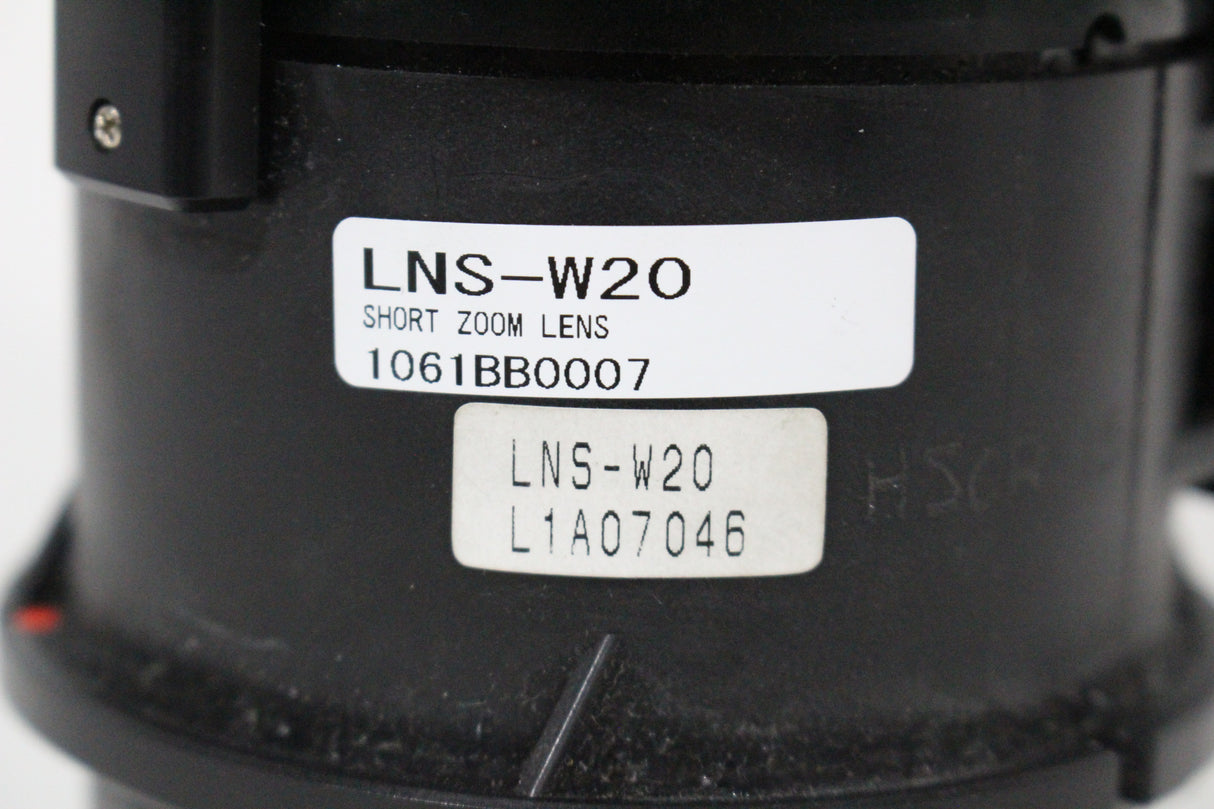 LNS-W20
SHORT ZOOM LENS
1061BB0007
LNS-W20
L1A07046